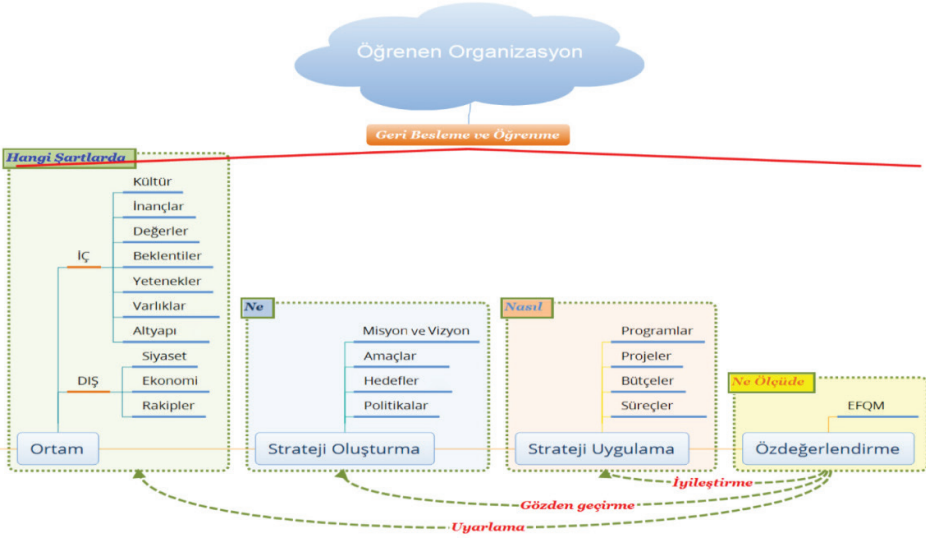 Öğrenen Organizasyon
Geri Besleme ve Öğrenme
Hangi Şartlarda
Kültür
İnançlar
Değerler
İÇ
Beklentiler
Yetenekler
Varlıklar
Altyapı
Siyaset
DIŞ
Ekonomi
Rakipler
Ortam
Ne
Misyon ve Vizyon
Amaçlar
Hedefler
Politikalar
Strateji Oluşturma
Nasıl
Programlar
Projeler
Bütçeler
Süreçler
Strateji Uygulama
Ne Ölçüde
EFQM
Özdeğerlendirme
İyileştirme
Gözden geçirme
Uyarlama